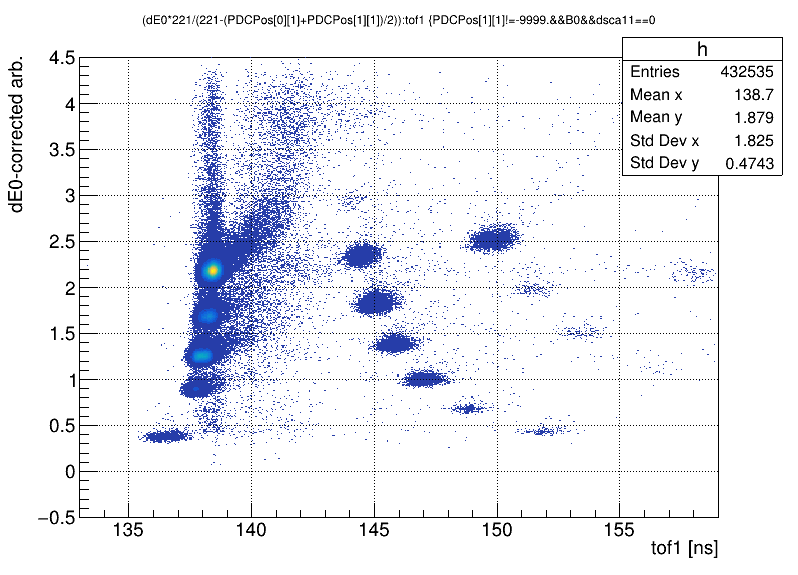 (dE0*221/(221-(PDCPos[0][1]+PDCPos[1][1])/2)):tof1 {PDCPos[1][1]!=-9999.&&B0&&dsca11==0
h
Entries 432535
Mean x 138.7
Mean y 1.879
Std Dev x 1.825
Std Dev y 0.4743
dE0-corrected arb.
4.5
4
3.5
3
2.5
2
1.5
1
0.5
0
−0.5
135 140 145 150 155
tof1 [ns]